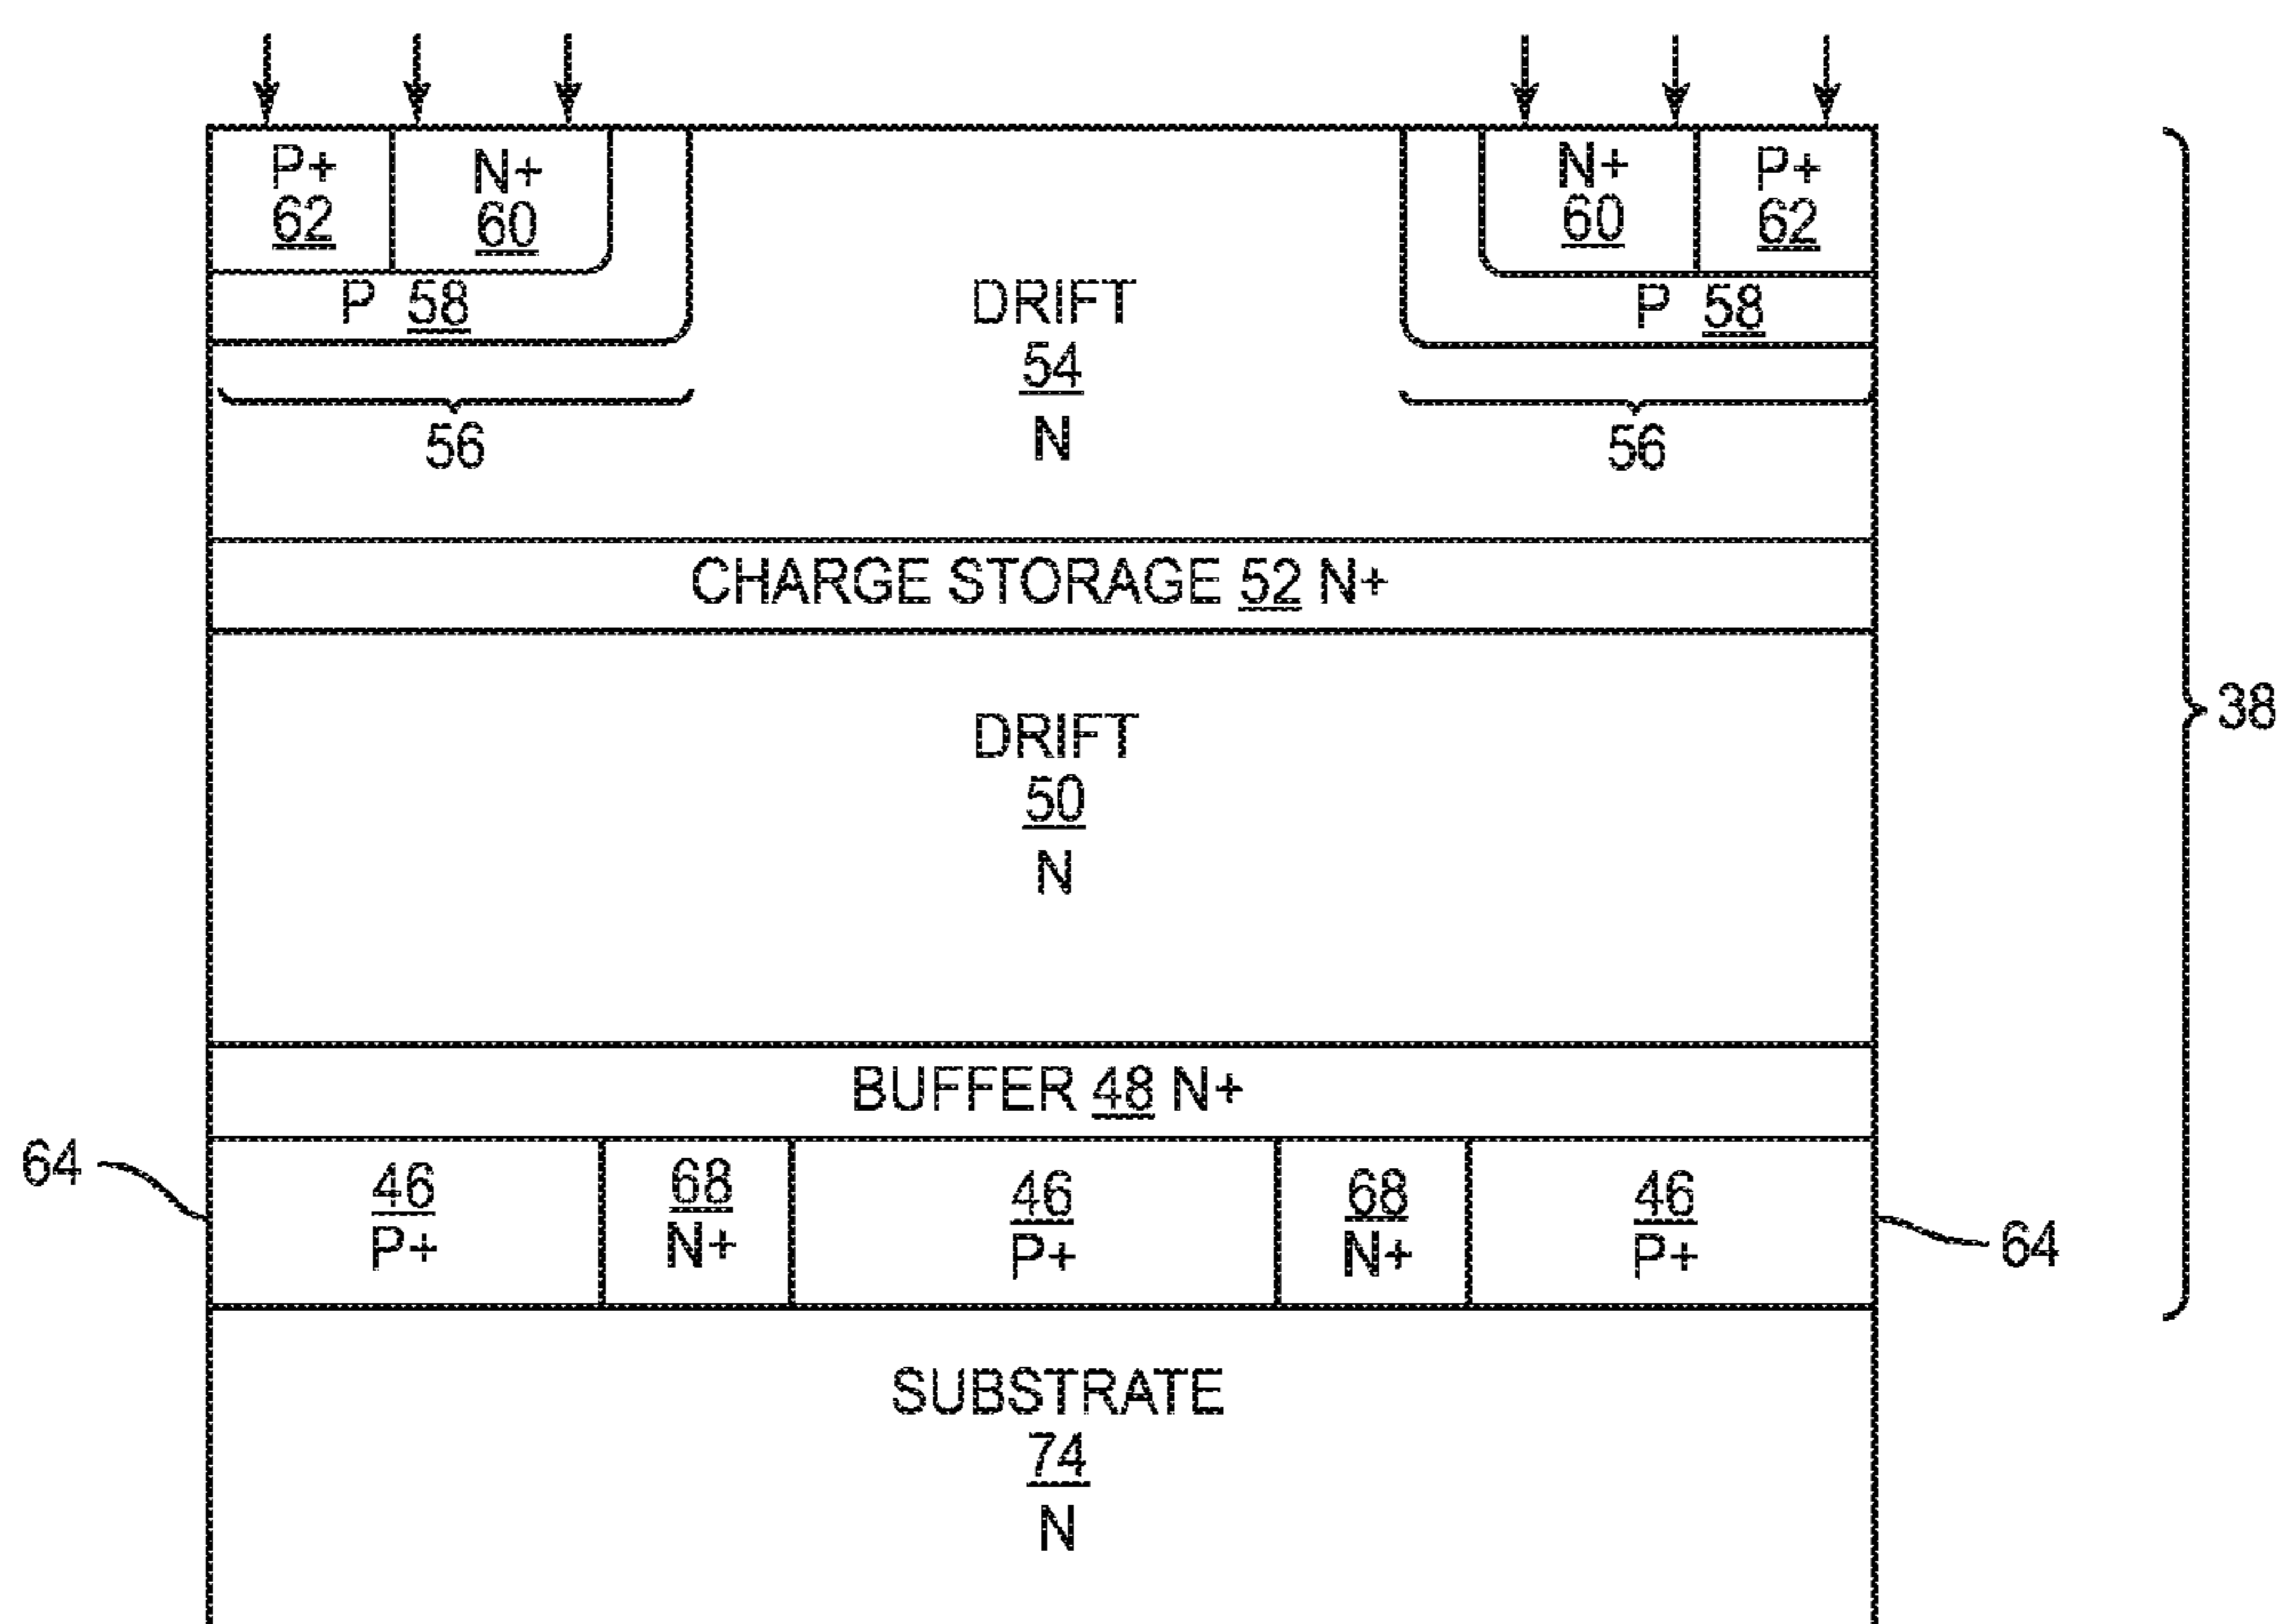 P+ N+ N+ P+
62 60 60 62
P 58 P 58
DRIFT
54
N
56 56
CHARGE STORAGE 52 N+
DRIFT
50
N
38
BUFFER 48 N+
64 46 68 46 68 46 64
P+ N+ P+ N+ P+
SUBSTRATE
74
N